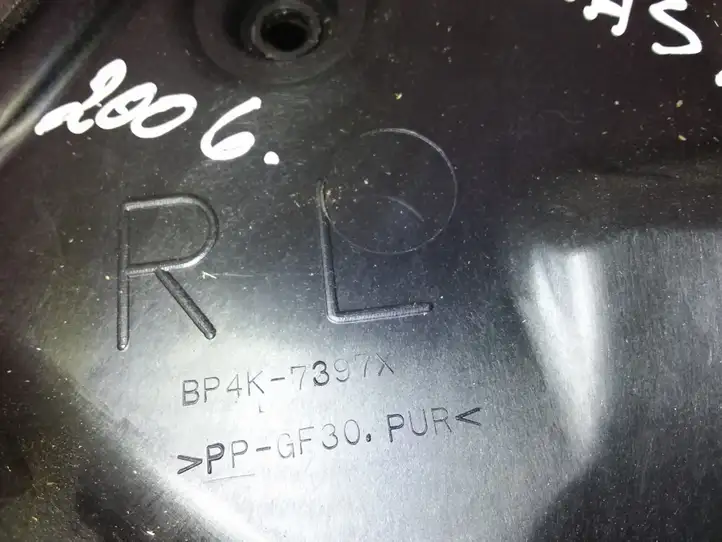 2006.
R L
BP4K-7397X
>PP-GF30.PUR<